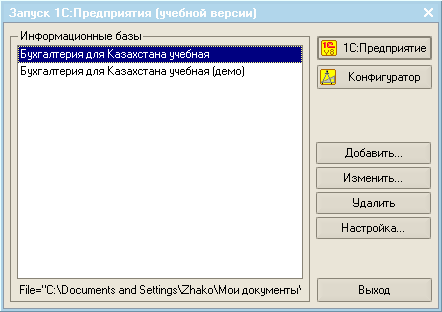 Запуск 1С:Предприятия (учебной версии)
Информационные базы
Бухгалтерия для Казахстана учебная
Бухгалтерия для Казахстана учебная (демо)
1С:Предприятие
Конфигуратор
Добавить...
Изменить...
Удалить
Настройка...
Выход
File="C:\Documents and Settings\Zhako\Мои документы\